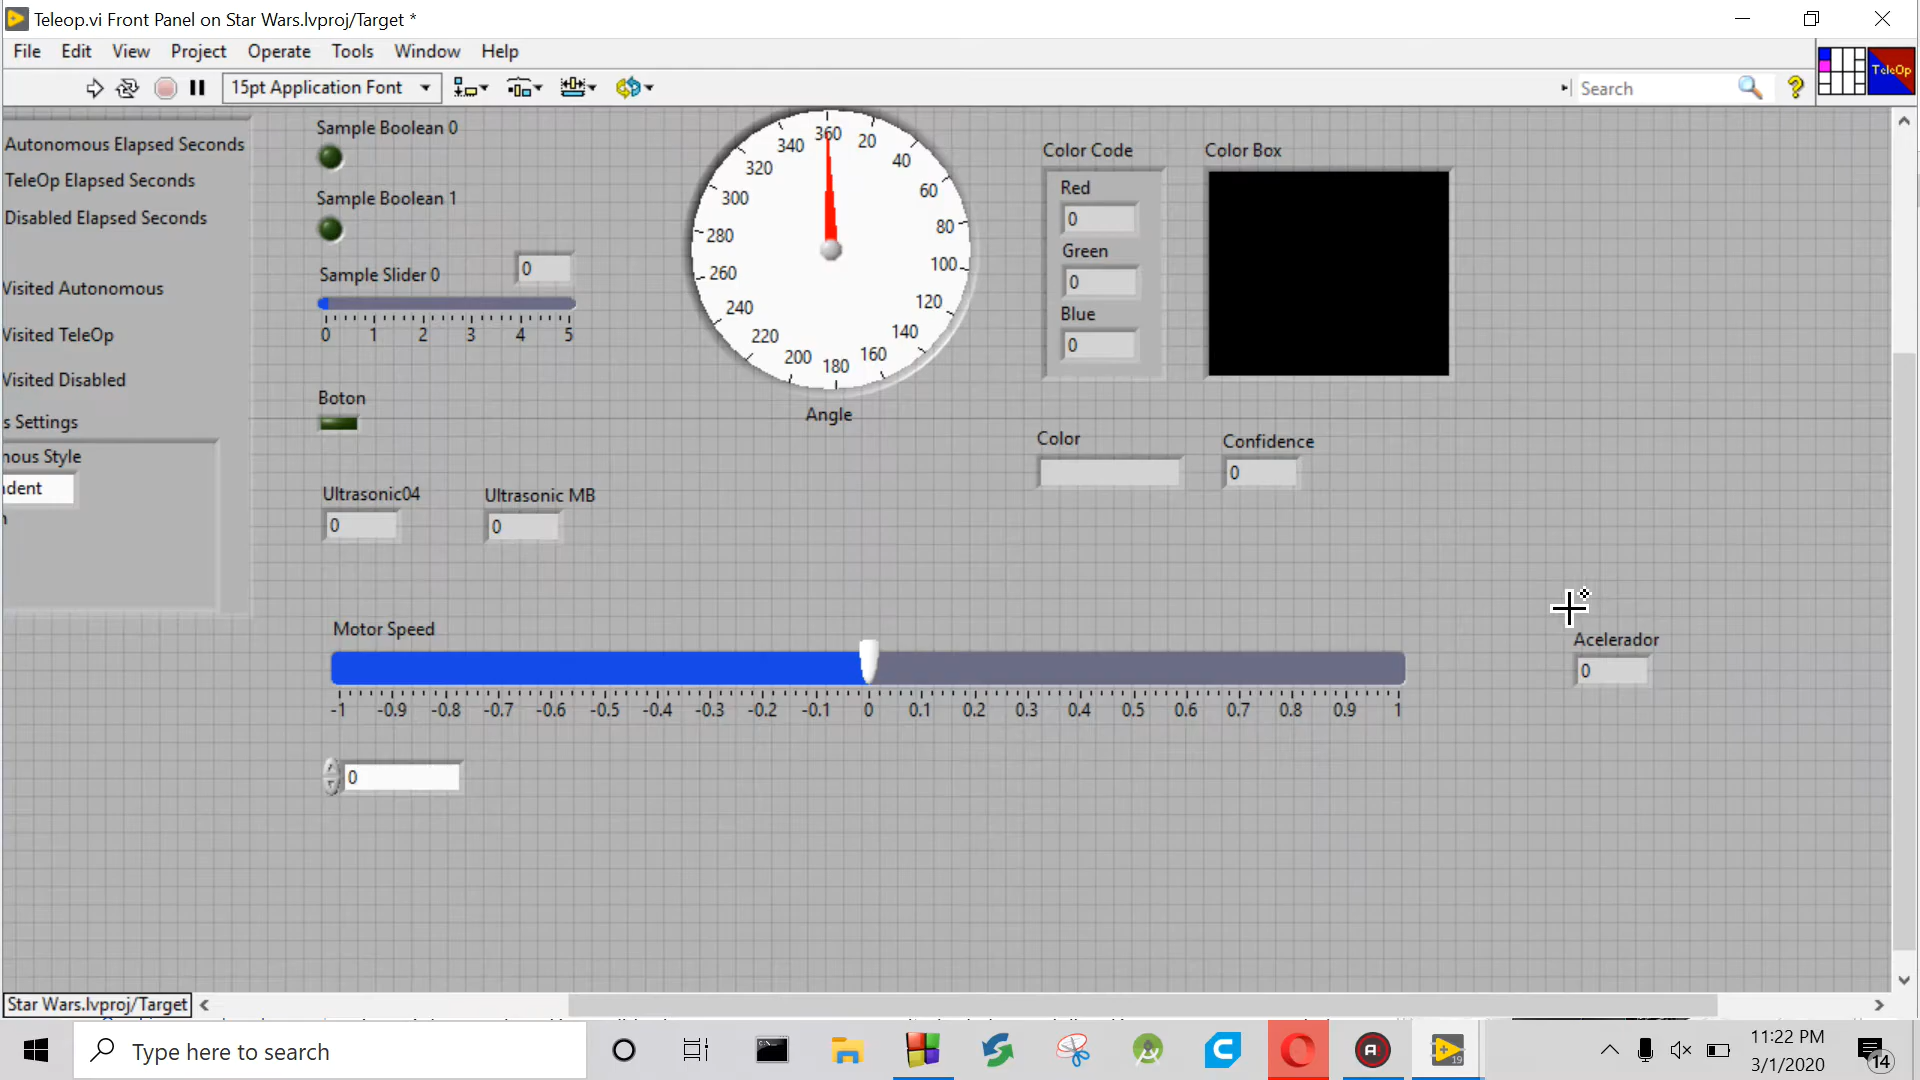 Teleop.vi Front Panel on Star Wars.lvproj/Target *
File Edit View Project Operate Tools Window Help
15pt Application Font
Search
TeleOp
Autonomous Elapsed Seconds
TeleOp Elapsed Seconds
Disabled Elapsed Seconds
Visited Autonomous
Visited TeleOp
Visited Disabled
s Settings
nous Style
dent
Sample Boolean 0
Sample Boolean 1
Sample Slider 0
0
0 1 2 3 4 5
Boton
Ultrasonic04
0
Ultrasonic MB
0
360 20 40 60 80 100 120 140 160 180 200 220 240 260 280 300 320 340
Angle
Color Code
Red
0
Green
0
Blue
0
Color Box
Color
Confidence
0
Motor Speed
-1 -0.9 -0.8 -0.7 -0.6 -0.5 -0.4 -0.3 -0.2 -0.1 0 0.1 0.2 0.3 0.4 0.5 0.6 0.7 0.8 0.9 1
0
Acelerador
0
Star Wars.lvproj/Target
Type here to search
19
11:22 PM
3/1/2020
14